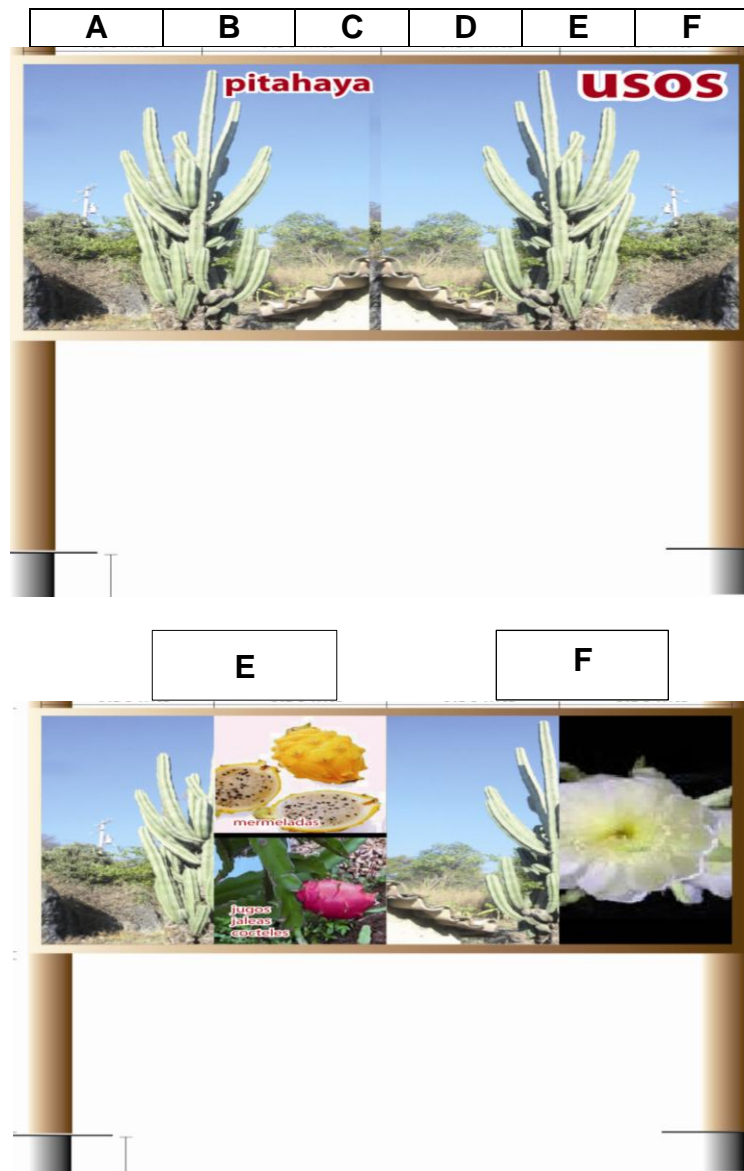 A B C D E F
pitahaya usos
E F
mermeladas
jugos
jaleas
cocteles